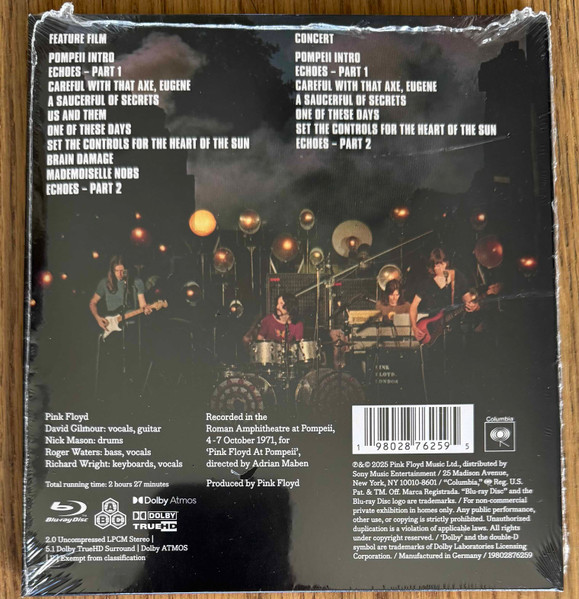 FEATURE FILM
POMPEII INTRO
ECHOES – PART 1
CAREFUL WITH THAT AXE, EUGENE
A SAUCERFUL OF SECRETS
US AND THEM
ONE OF THESE DAYS
SET THE CONTROLS FOR THE HEART OF THE SUN
BRAIN DAMAGE
MADEMOISELLE NOBS
ECHOES – PART 2
CONCERT
POMPEII INTRO
ECHOES – PART 1
CAREFUL WITH THAT AXE, EUGENE
A SAUCERFUL OF SECRETS
ONE OF THESE DAYS
SET THE CONTROLS FOR THE HEART OF THE SUN
ECHOES – PART 2
PINK
FLOYD.
LONDON
Pink Floyd
David Gilmour: vocals, guitar
Nick Mason: drums
Roger Waters: bass, vocals
Richard Wright: keyboards, vocals
Total running time: 2 hours 27 minutes
Recorded in the
Roman Amphitheatre at Pompeii,
4-7 October 1971, for
'Pink Floyd At Pompeii',
directed by Adrian Maben
Produced by Pink Floyd
Blu-ray Disc
A B C
Dolby Atmos
DOLBY
TRUEHD
2.0 Uncompressed LPCM Stereo |
5.1 Dolby TrueHD Surround | Dolby ATMOS
Exempt from classification
1 98028 76259 5
Columbia
℗&© 2025 Pink Floyd Music Ltd., distributed by
Sony Music Entertainment / 25 Madison Avenue,
New York, NY 10010-8601 / "Columbia," Reg. U.S.
Pat. & TM. Off. Marca Registrada. "Blu-ray Disc" and the
Blu-ray Disc logo are trademarks. / For non-commercial
private exhibition in homes only. Any public performance,
other use, or copying is strictly prohibited. Unauthorised
duplication is a violation of applicable laws. All rights
under copyright reserved. / 'Dolby' and the double-D
symbol are trademarks of Dolby Laboratories Licensing
Corporation. / Manufactured in Germany / 19802876259